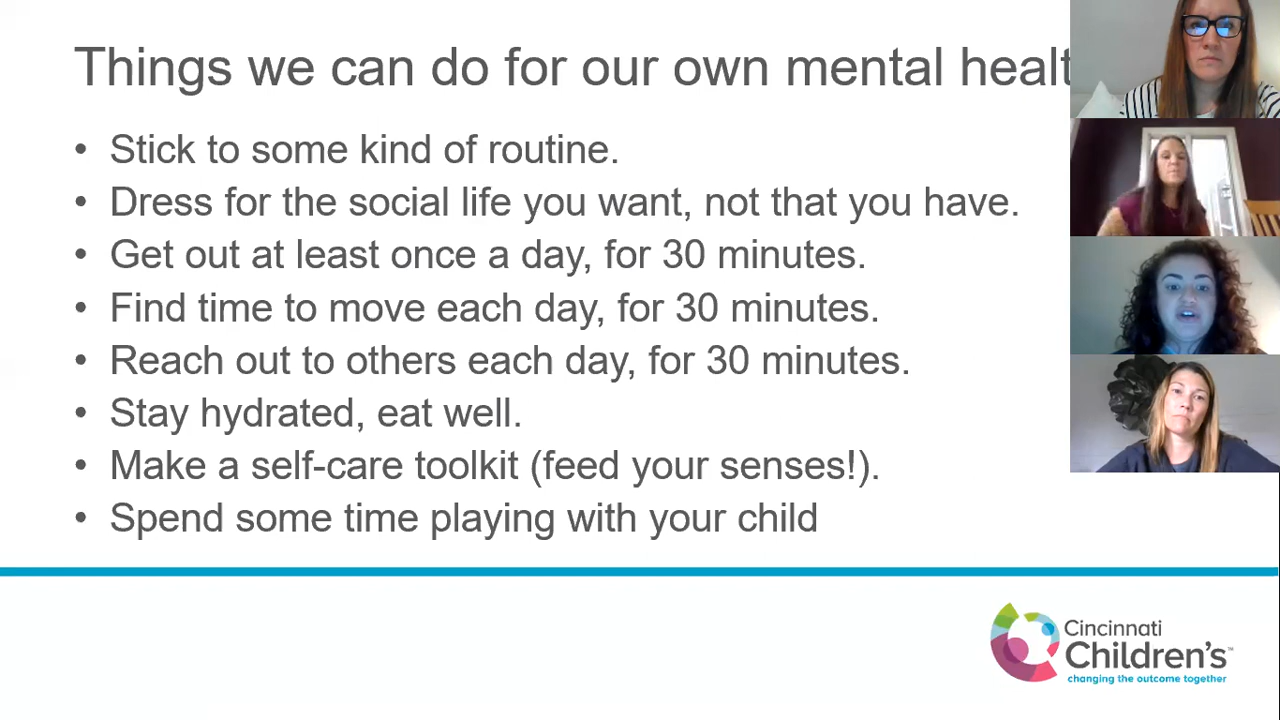 Things we can do for our own mental healt
• Stick to some kind of routine.
• Dress for the social life you want, not that you have.
• Get out at least once a day, for 30 minutes.
• Find time to move each day, for 30 minutes.
• Reach out to others each day, for 30 minutes.
• Stay hydrated, eat well.
• Make a self-care toolkit (feed your senses!).
• Spend some time playing with your child
Cincinnati
Children's™
changing the outcome together